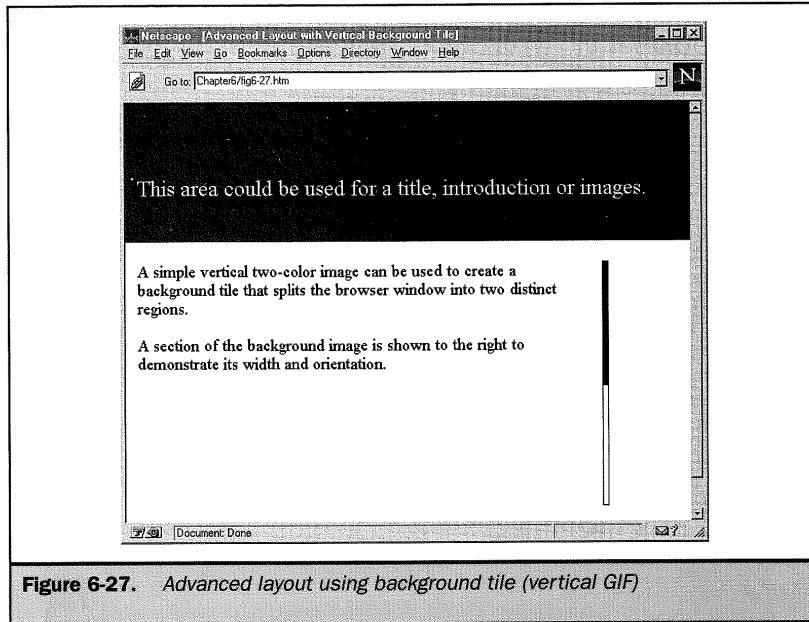 Netscape - [Advanced Layout with Vertical Background Tile]
File Edit View Go Bookmarks Options Directory Window Help
Go to: Chapter6/fig6-27.htm
N
This area could be used for a title, introduction or images.
A simple vertical two-color image can be used to create a
background tile that splits the browser window into two distinct
regions.
A section of the background image is shown to the right to
demonstrate its width and orientation.
Document: Done
?
Figure 6-27. Advanced layout using background tile (vertical GIF)